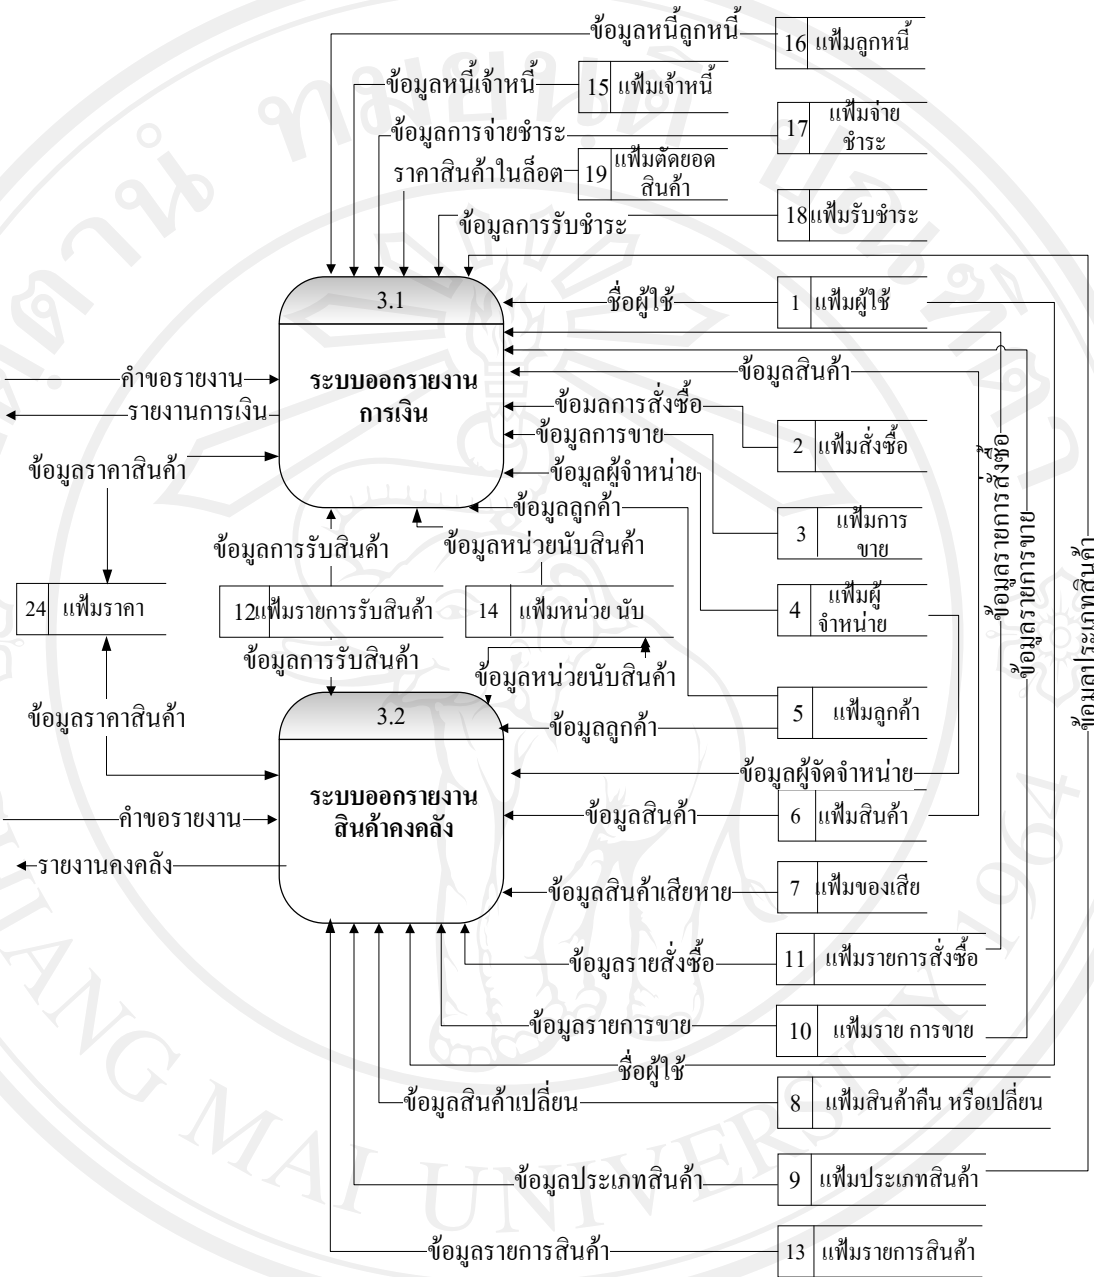 ข้อมูลหนี้ลูกหนี้
16 แฟ้มลูกหนี้
ข้อมูลหนี้เจ้าหนี้
15 แฟ้มเจ้าหนี้
ข้อมูลการจ่ายชำระ
17 แฟ้มจ่าย
ชำระ
ราคาสินค้าในล็อต
19 แฟ้มตัดยอด
สินค้า
ข้อมูลการรับชำระ
18 แฟ้มรับชำระ
3.1
ระบบออกรายงาน
การเงิน
ชื่อผู้ใช้
1 แฟ้มผู้ใช้
คำขอรายงาน
รายงานการเงิน
ข้อมูลสินค้า
ข้อมลการสั่งซื้อ
2 แฟ้มสั่งซื้อ
ข้อมูลการขาย
3 แฟ้มการ
ขาย
ข้อมูลราคาสินค้า
ข้อมูลผู้จำหน่าย
4 แฟ้มผู้
จำหน่าย
ข้อมูลลูกค้า
ข้อมูลการรับสินค้า
ข้อมูลหน่วยนับสินค้า
24 แฟ้มราคา
12 แฟ้มรายการรับสินค้า
14 แฟ้มหน่วย นับ
ข้อมูลการรับสินค้า
ข้อมูลหน่วยนับสินค้า
ข้อมูลรายการสั่งซื้อ
ข้อมูลรายการขาย
ข้อมูลประเภทสินค้า
3.2
ระบบออกรายงาน
สินค้าคงคลัง
ข้อมูลราคาสินค้า
ข้อมูลลูกค้า
5 แฟ้มลูกค้า
ข้อมูลผู้จัดจำหน่าย
คำขอรายงาน
ข้อมูลสินค้า
6 แฟ้มสินค้า
รายงานคงคลัง
ข้อมูลสินค้าเสียหาย
7 แฟ้มของเสีย
ข้อมูลรายสั่งซื้อ
11 แฟ้มรายการสั่งซื้อ
ข้อมูลรายการขาย
10 แฟ้มราย การขาย
ชื่อผู้ใช้
ข้อมูลสินค้าเปลี่ยน
8 แฟ้มสินค้าคืน หรือเปลี่ยน
ข้อมูลประเภทสินค้า
9 แฟ้มประเภทสินค้า
ข้อมูลรายการสินค้า
13 แฟ้มรายการสินค้า
IANG MAI UNIVERSITY 1964